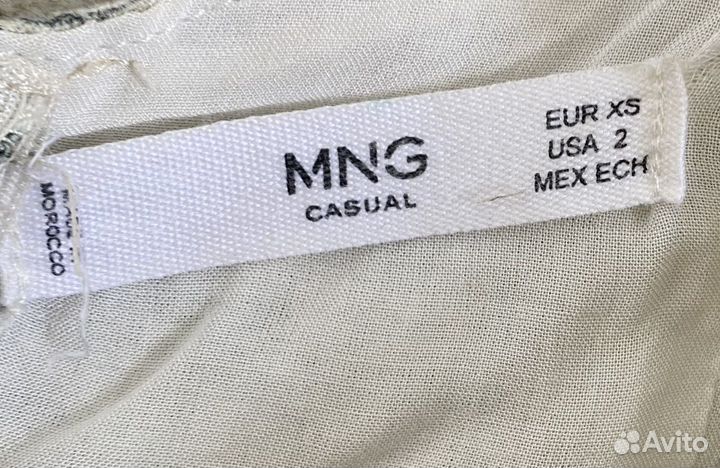 MNG
CASUAL
EUR XS
USA 2
MEX ECH
MOROCCO
Avito